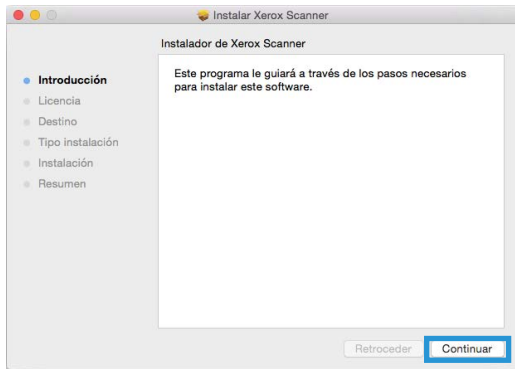 Instalar Xerox Scanner
Instalador de Xerox Scanner
Introducción
Licencia
Destino
Tipo instalación
Instalación
Resumen
Este programa le guiará a través de los pasos necesarios
para instalar este software.
Retroceder
Continuar